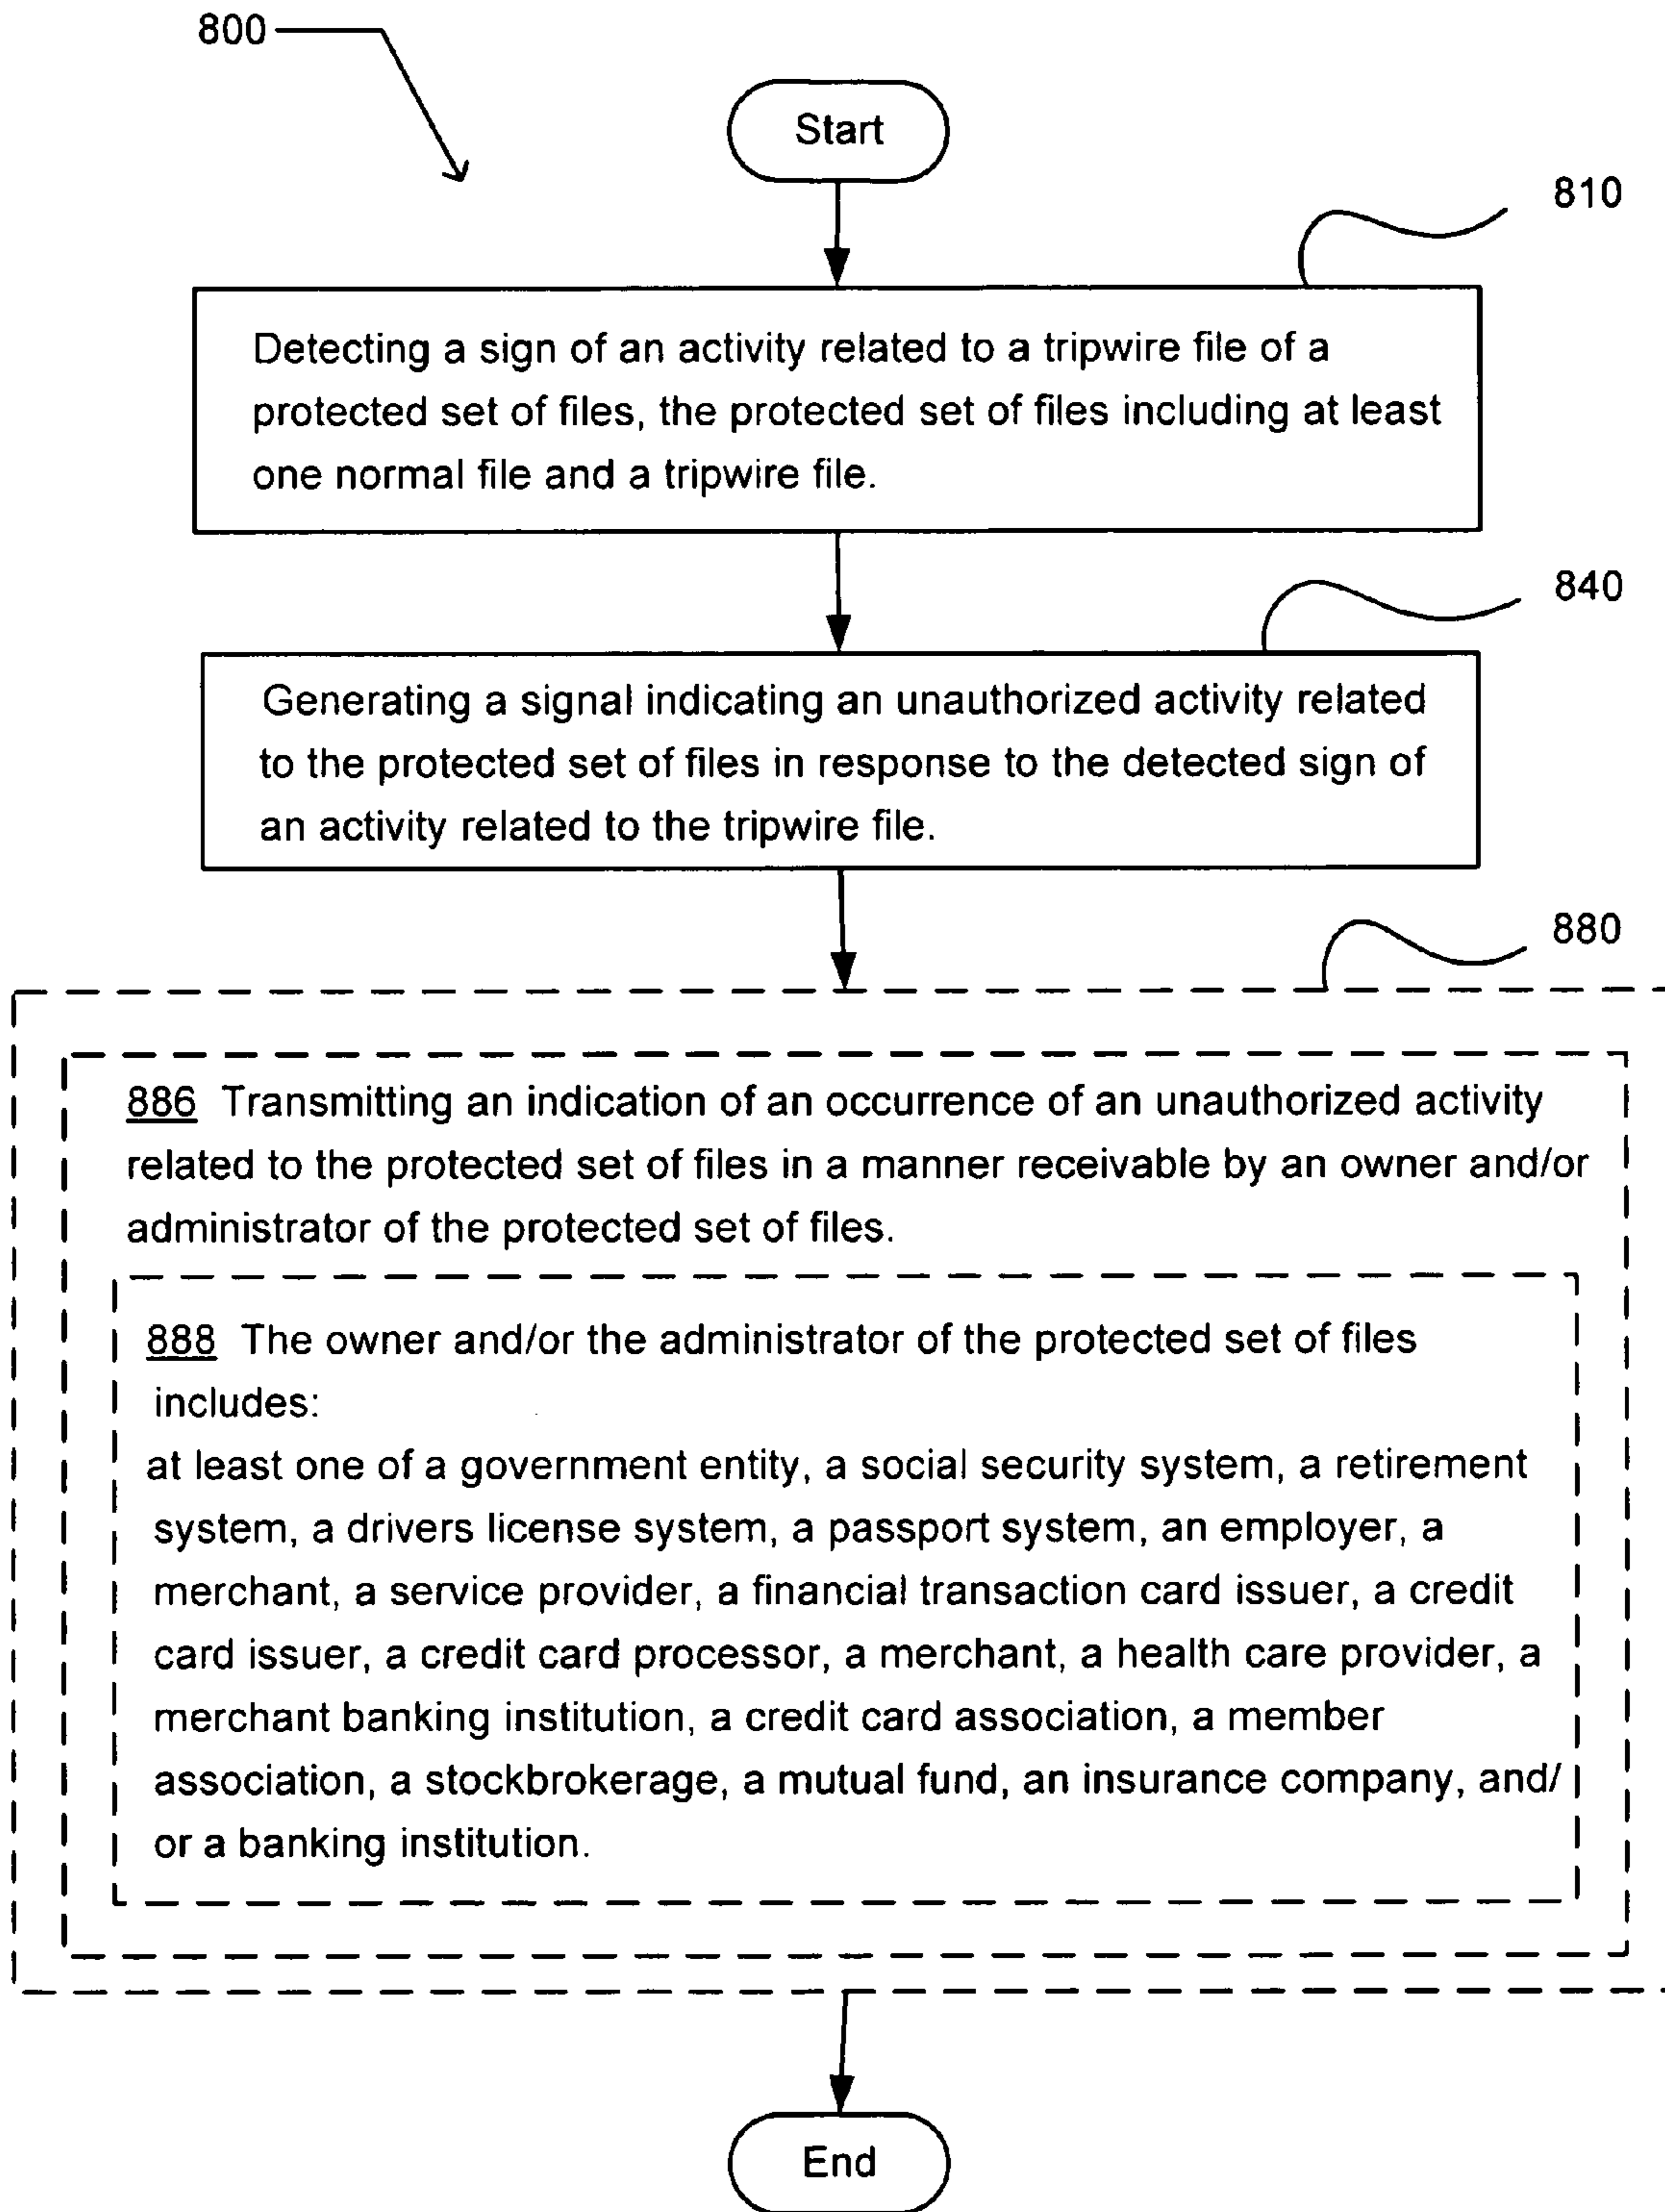 800
Start
810
Detecting a sign of an activity related to a tripwire file of a
protected set of files, the protected set of files including at least
one normal file and a tripwire file.
840
Generating a signal indicating an unauthorized activity related
to the protected set of files in response to the detected sign of
an activity related to the tripwire file.
880
886 Transmitting an indication of an occurrence of an unauthorized activity
related to the protected set of files in a manner receivable by an owner and/or
administrator of the protected set of files.
888 The owner and/or the administrator of the protected set of files
includes:
at least one of a government entity, a social security system, a retirement
system, a drivers license system, a passport system, an employer, a
merchant, a service provider, a financial transaction card issuer, a credit
card issuer, a credit card processor, a merchant, a health care provider, a
merchant banking institution, a credit card association, a member
association, a stockbrokerage, a mutual fund, an insurance company, and/
or a banking institution.
End